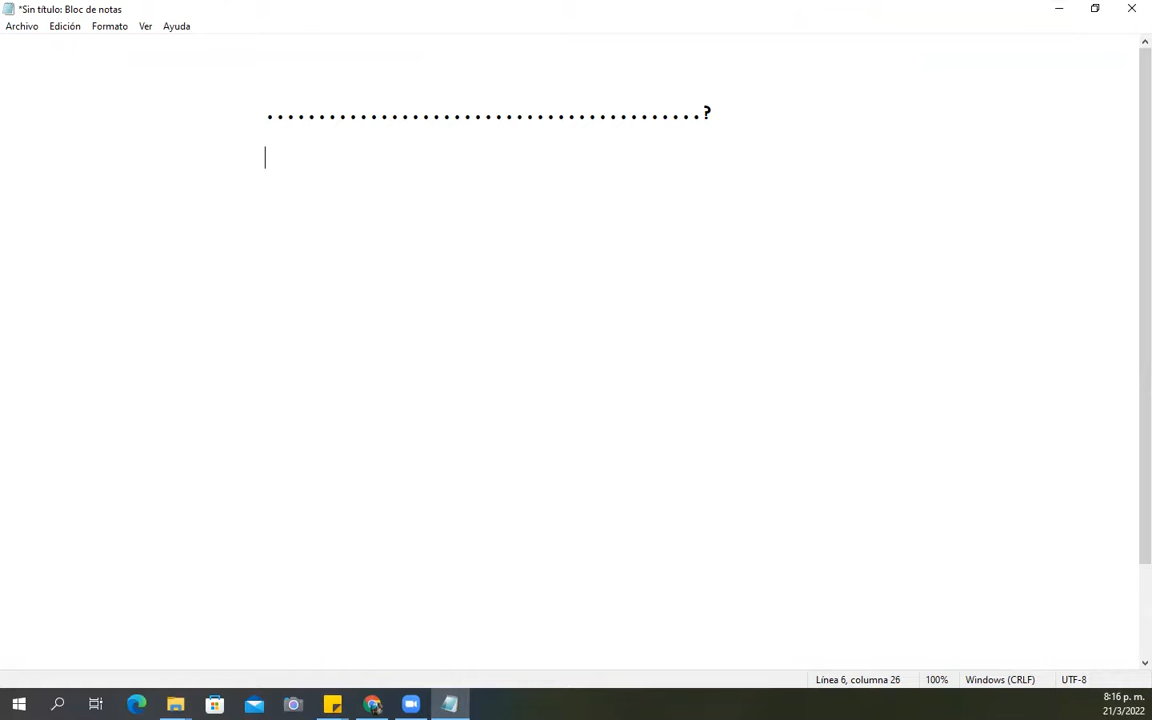 *Sin título: Bloc de notas
Archivo Edición Formato Ver Ayuda
..........................................?
Línea 6, columna 26 100% Windows (CRLF) UTF-8
8:16 p. m.
21/3/2022